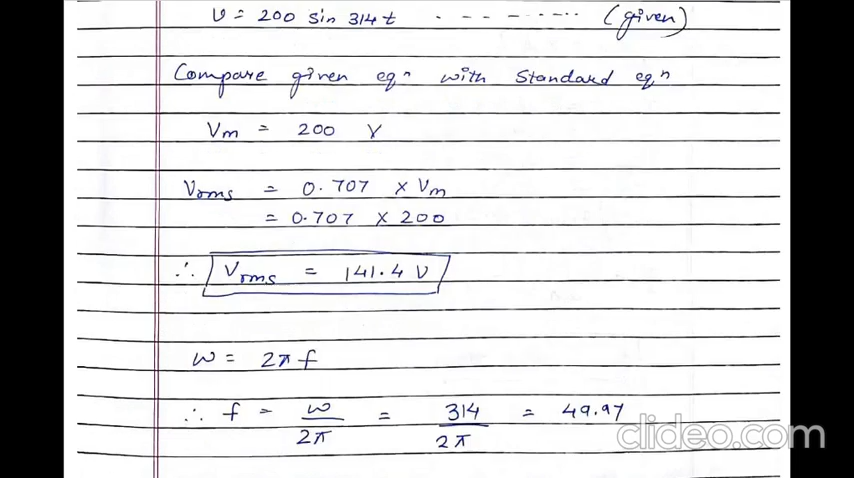 v = 200 sin 314t ---------- (given)
Compare given eqn with Standard eqn
Vm = 200 V
Vrms = 0.707 × Vm
= 0.707 × 200
∴ Vrms = 141.4 V
w = 2π f
∴ f = w/2π = 314/2π = 49.97
clideo.com